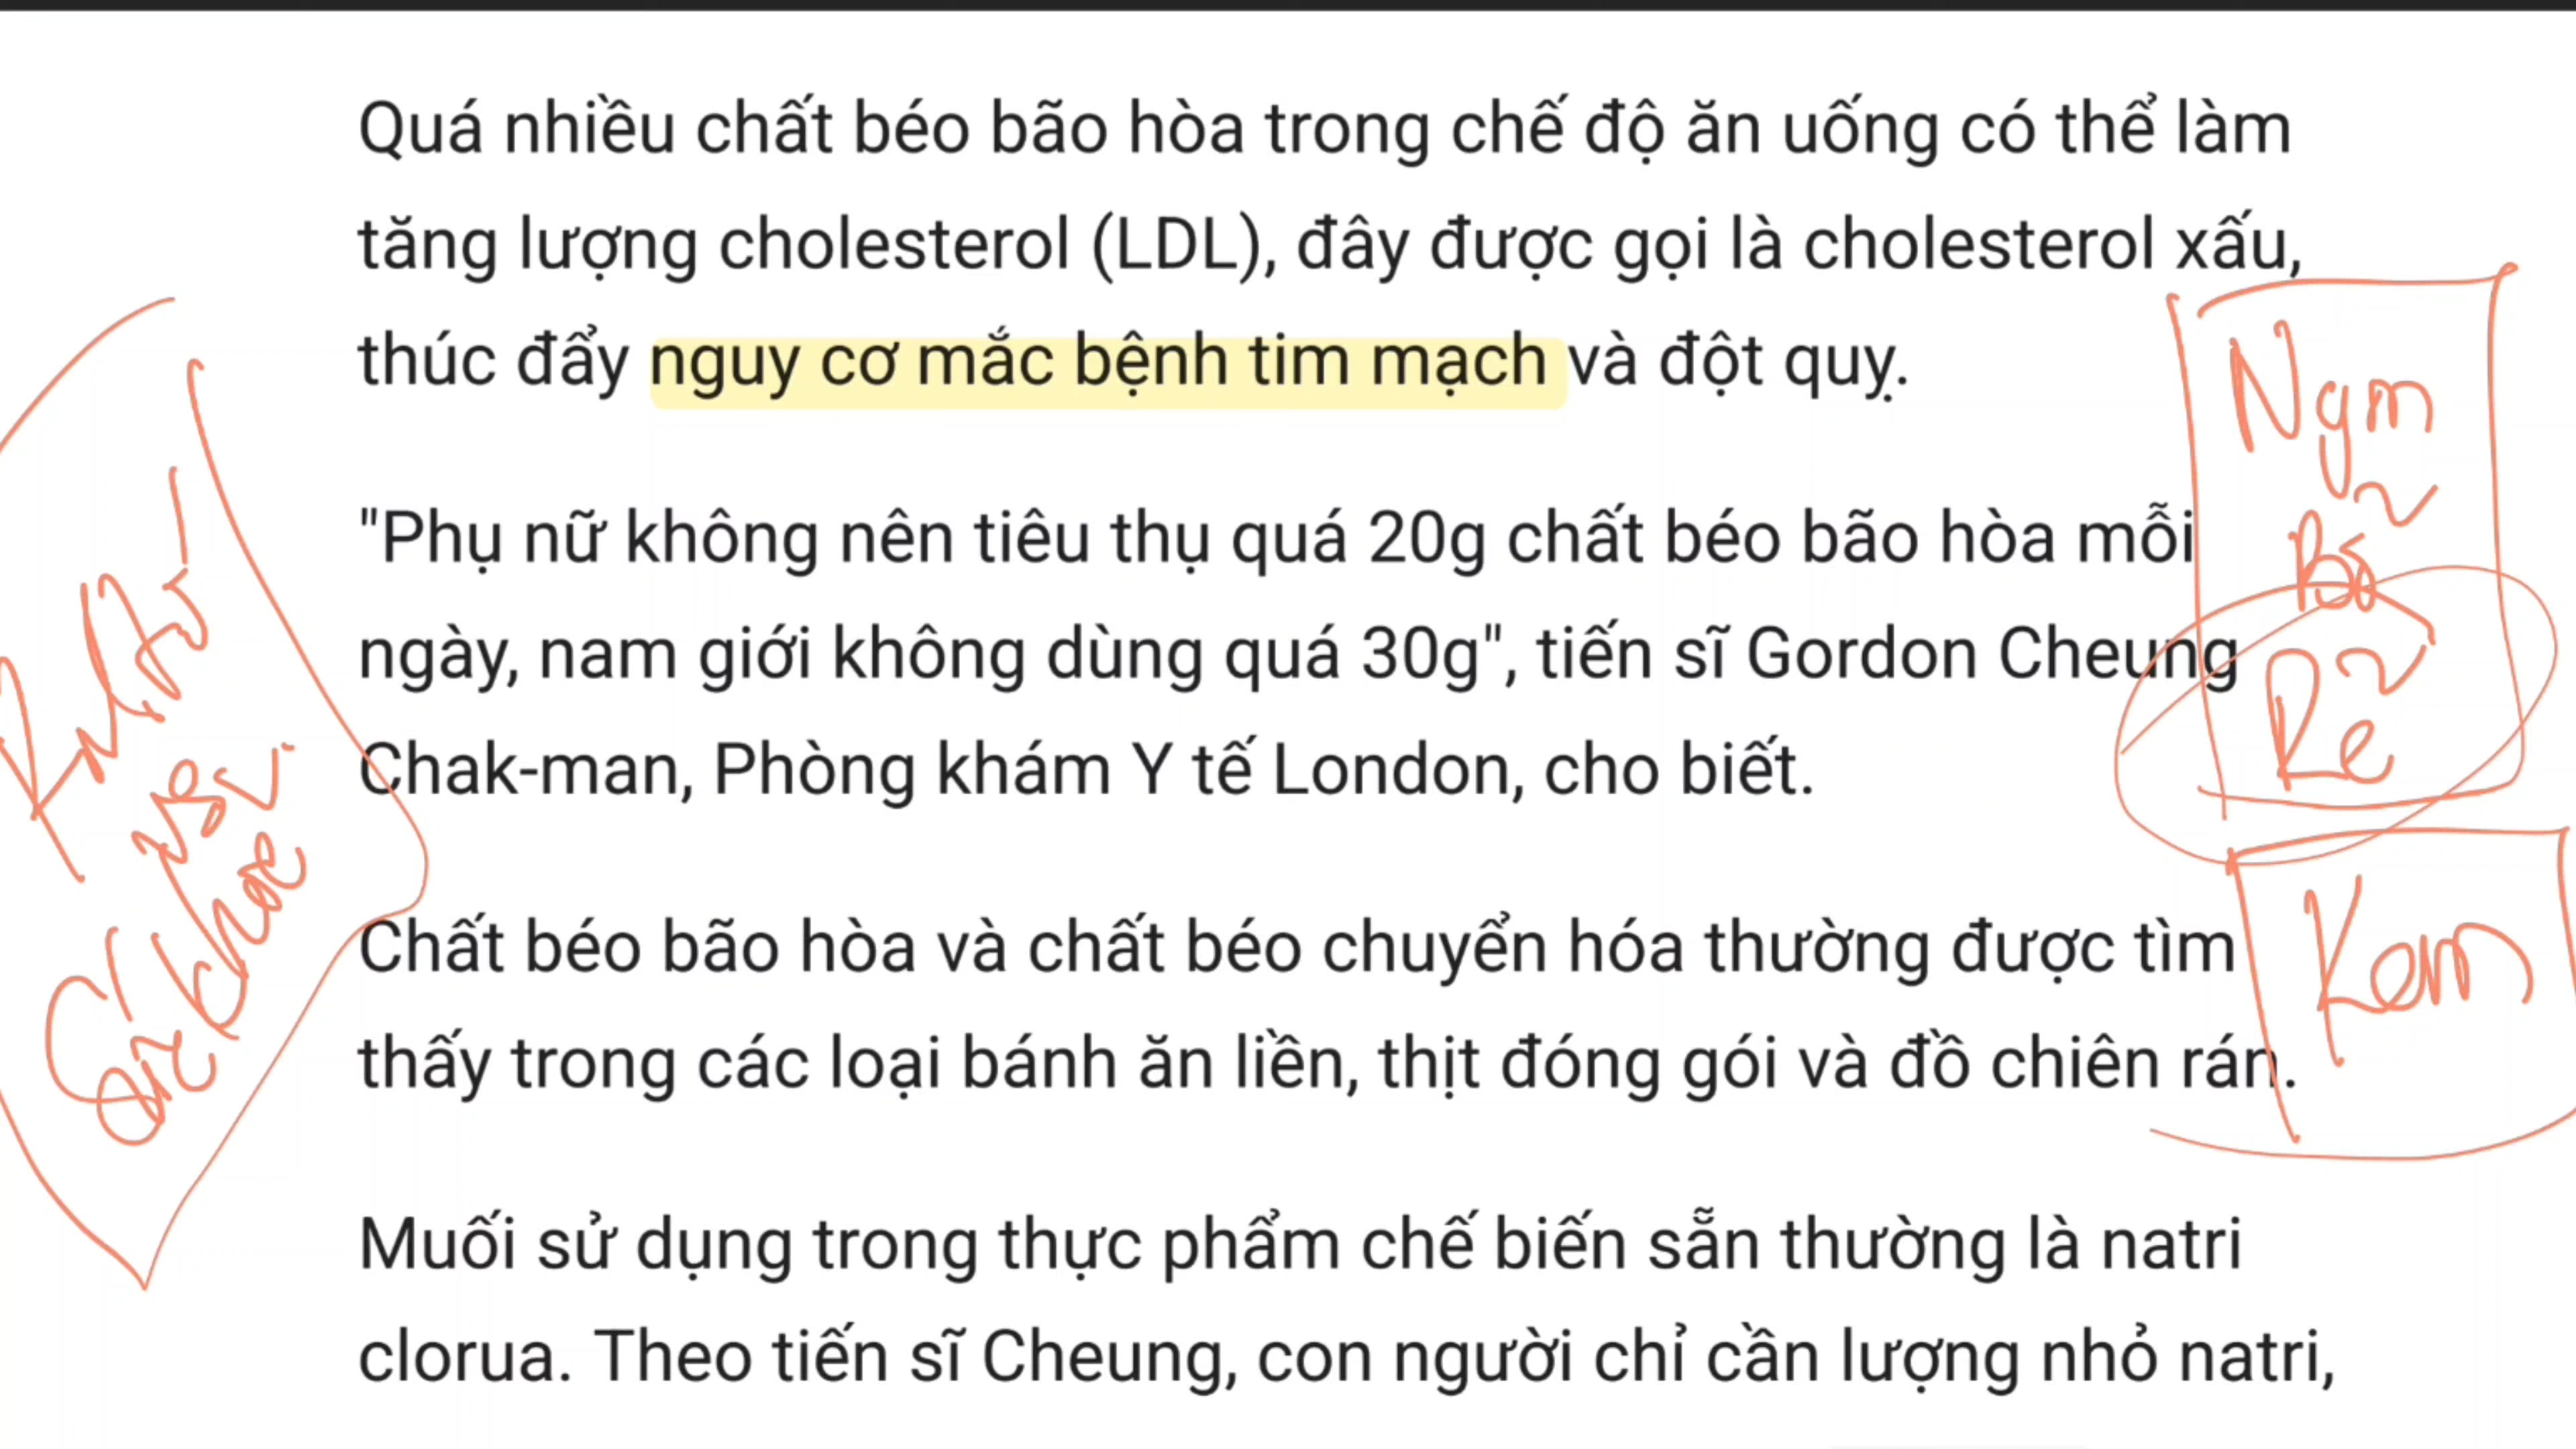 Quá nhiều chất béo bão hòa trong chế độ ăn uống có thể làm
tăng lượng cholesterol (LDL), đây được gọi là cholesterol xấu,
thúc đẩy nguy cơ mắc bệnh tim mạch và đột quỵ.
"Phụ nữ không nên tiêu thụ quá 20g chất béo bão hòa mỗi
ngày, nam giới không dùng quá 30g", tiến sĩ Gordon Cheung
Chak-man, Phòng khám Y tế London, cho biết.
Chất béo bão hòa và chất béo chuyển hóa thường được tìm
thấy trong các loại bánh ăn liền, thịt đóng gói và đồ chiên rán.
Muối sử dụng trong thực phẩm chế biến sẵn thường là natri
clorua. Theo tiến sĩ Cheung, con người chỉ cần lượng nhỏ natri,
Ngm
Bổ
Rẻ
Kem